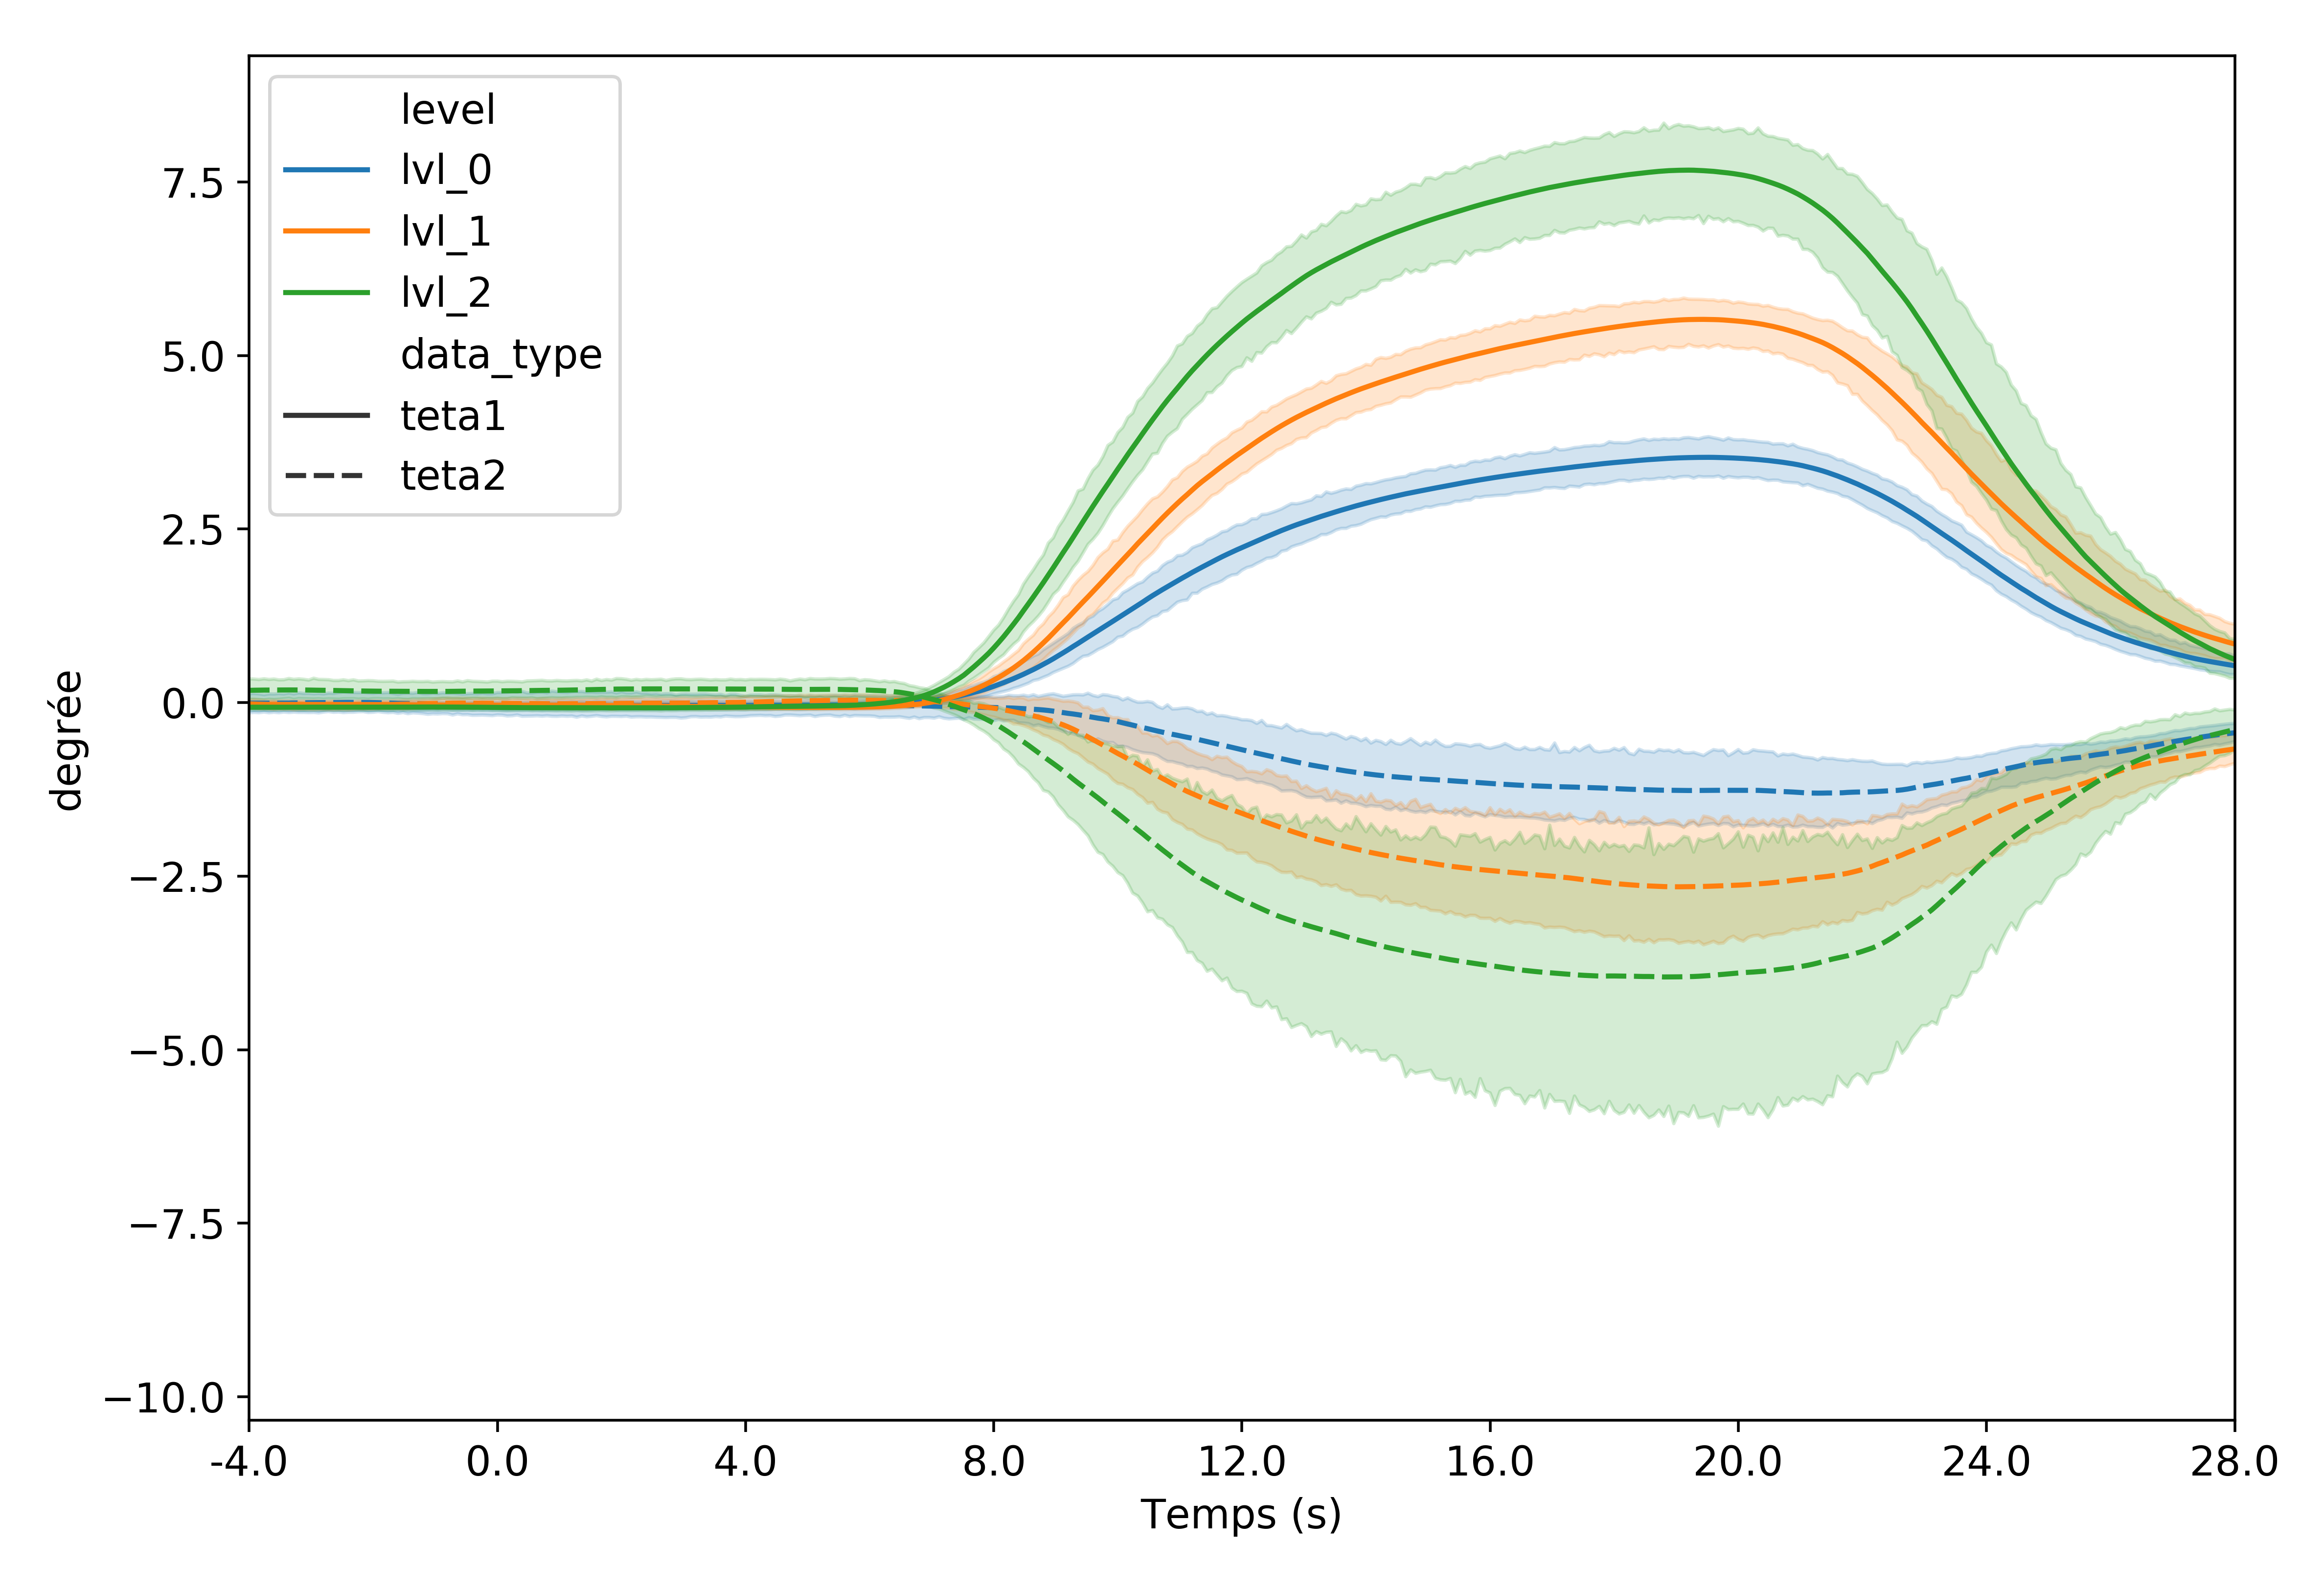 level
lvl_0
lvl_1
lvl_2
data_type
teta1
teta2
7.5
5.0
2.5
0.0
−2.5
−5.0
−7.5
−10.0
degrée
-4.0 0.0 4.0 8.0 12.0 16.0 20.0 24.0 28.0
Temps (s)